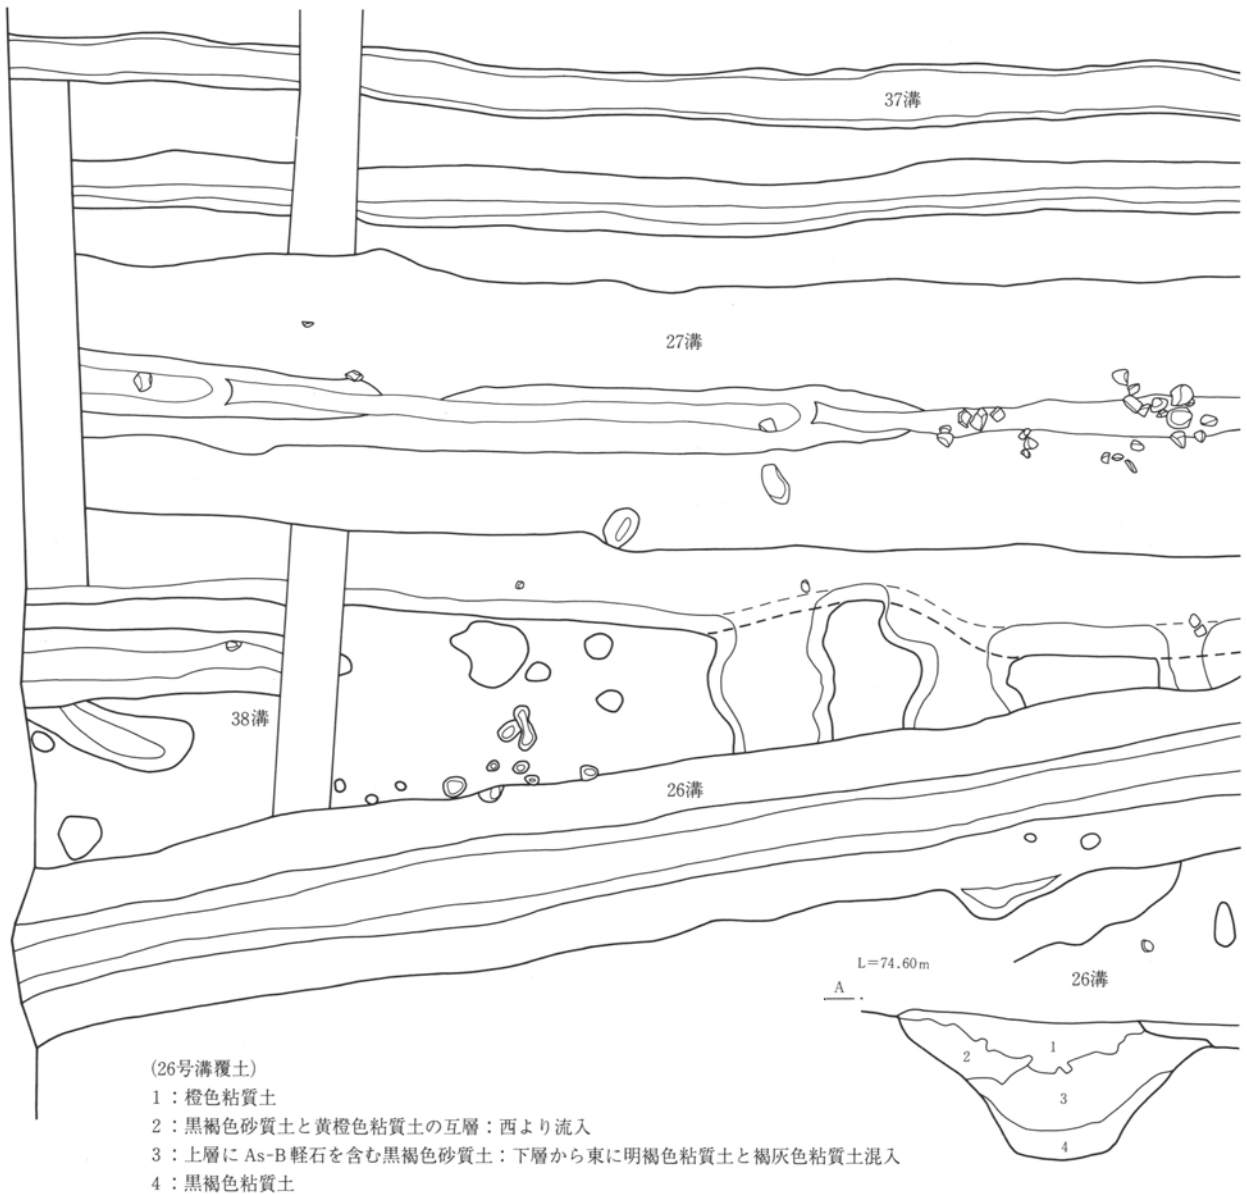 37溝
27溝
38溝
26溝
L=74.60m
A
26溝
1
2
3
4
(26号溝覆土)
1：橙色粘質土
2：黒褐色砂質土と黄橙色粘質土の互層：西より流入
3：上層に As-B 軽石を含む黒褐色砂質土：下層から東に明褐色粘質土と褐灰色粘質土混入
4：黒褐色粘質土